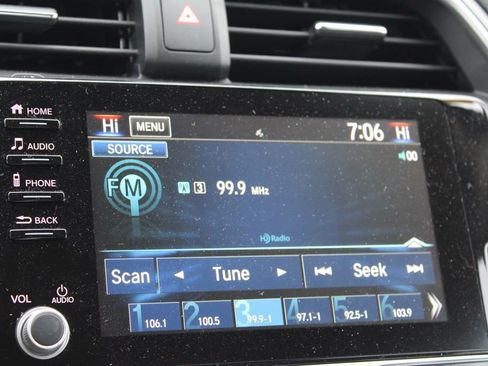 HOME
AUDIO
PHONE
BACK
VOL AUDIO
Hi MENU 7:06 Hi
SOURCE 00
FM 3 99.9 MHz
HD Radio
Scan Tune Seek
1 106.1 2 100.5 3 99.9-1 4 97.1-1 5 92.5-1 6 103.9